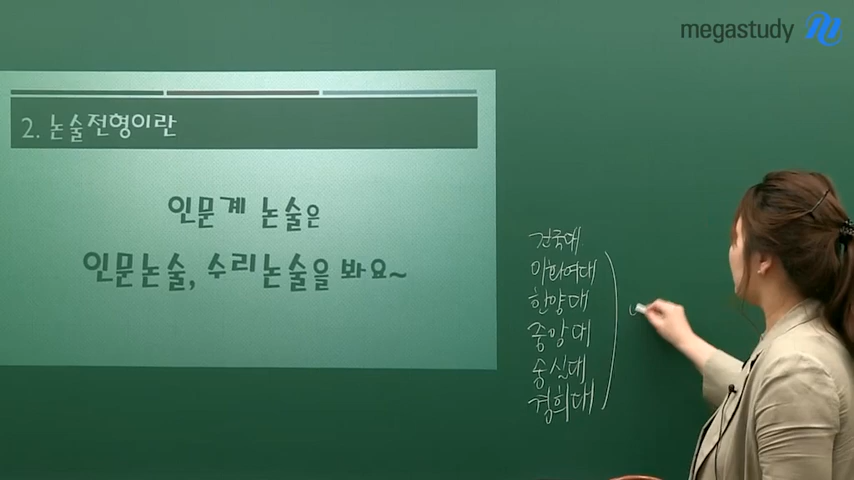 megastudy
2. 논술전형이란
인문계 논술은
인문논술, 수리논술을 봐요~
건국대
이화여대
한양대
중앙대
숭실대
경희대